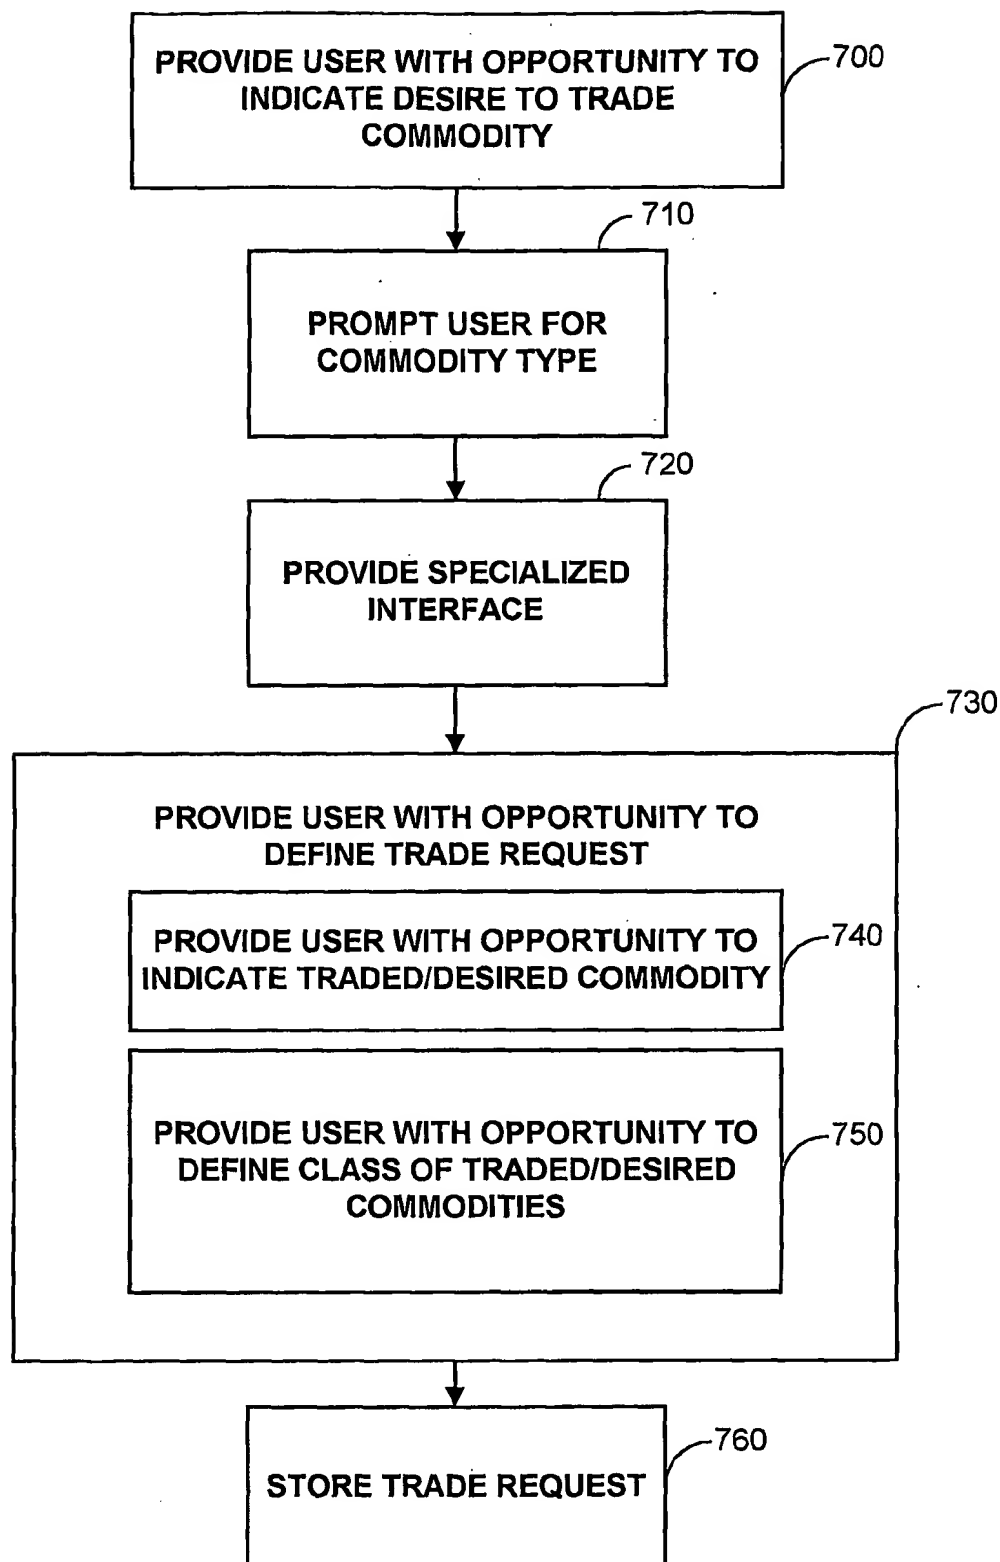 PROVIDE USER WITH OPPORTUNITY TO
INDICATE DESIRE TO TRADE
COMMODITY
700
710
PROMPT USER FOR
COMMODITY TYPE
720
PROVIDE SPECIALIZED
INTERFACE
730
PROVIDE USER WITH OPPORTUNITY TO
DEFINE TRADE REQUEST
PROVIDE USER WITH OPPORTUNITY TO
INDICATE TRADED/DESIRED COMMODITY
740
PROVIDE USER WITH OPPORTUNITY TO
DEFINE CLASS OF TRADED/DESIRED
COMMODITIES
750
760
STORE TRADE REQUEST